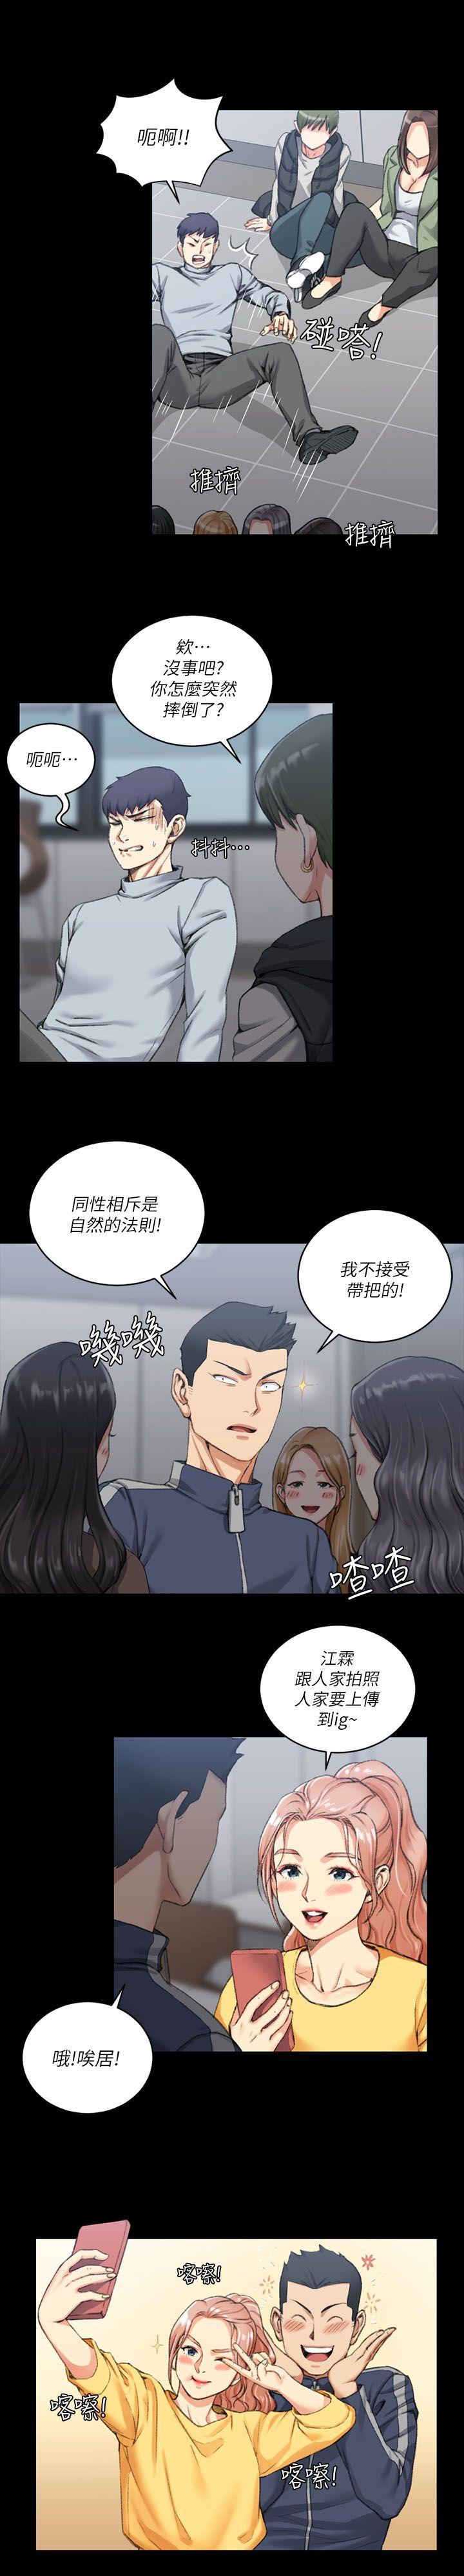 呃啊!!
碰嗒!
推擠
推擠
欸…
沒事吧?
你怎麼突然
摔倒了?
呃呃…
抖抖…
同性相斥是
自然的法則!
我不接受
帶把的!
嘰嘰
喳喳
江霖
跟人家拍照
人家要上傳
到ig~
哦!唉居!
喀嚓!
喀嚓!
喀嚓!